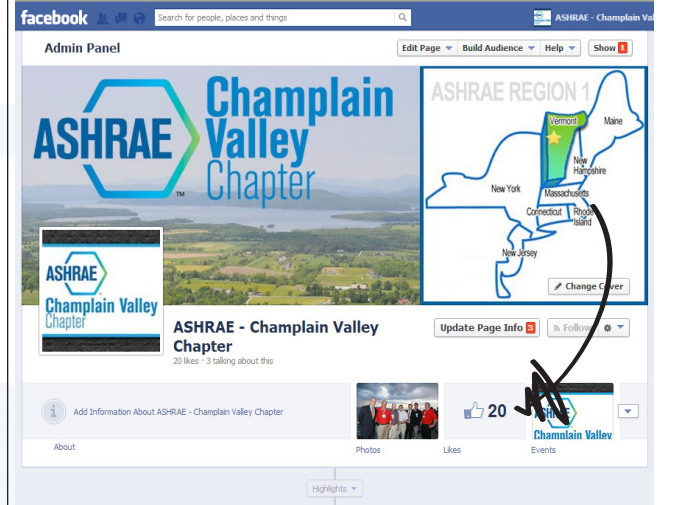 facebook
Search for people, places and things
ASHRAE - Champlain Val
Admin Panel
Edit Page
Build Audience
Help
Show 1
ASHRAE
TM
Champlain
Valley
Chapter
ASHRAE REGION 1
Vermont
Maine
New
Hampshire
New York
Massachusetts
Connecticut
Rhode
Island
New Jersey
Change Cover
ASHRAE
Champlain Valley
Chapter
ASHRAE - Champlain Valley
Chapter
20 likes · 3 talking about this
Update Page Info 3
Follow
i
Add Information About ASHRAE - Champlain Valley Chapter
20
ASHRAE
Champlain Valley
About
Photos
Likes
Events
Highlights